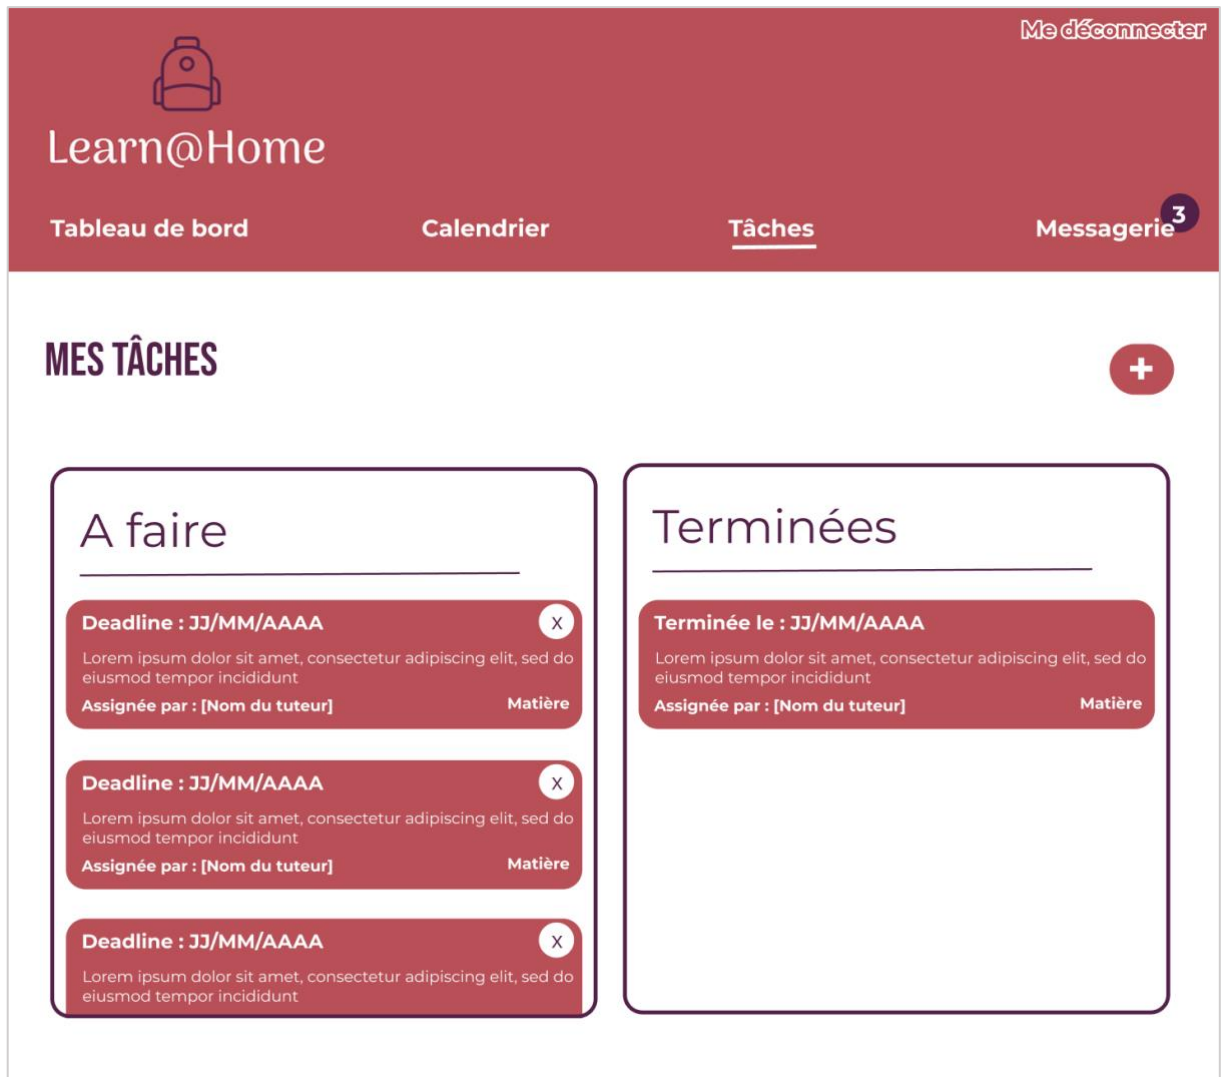 Me déconnecter
Learn@Home
Tableau de bord
Calendrier
Tâches
Messagerie
3
MES TÂCHES
+
A faire
Deadline : JJ/MM/AAAA
X
Lorem ipsum dolor sit amet, consectetur adipiscing elit, sed do
eiusmod tempor incididunt
Assignée par : [Nom du tuteur]
Matière
Deadline : JJ/MM/AAAA
X
Lorem ipsum dolor sit amet, consectetur adipiscing elit, sed do
eiusmod tempor incididunt
Assignée par : [Nom du tuteur]
Matière
Deadline : JJ/MM/AAAA
X
Lorem ipsum dolor sit amet, consectetur adipiscing elit, sed do
eiusmod tempor incididunt
Terminées
Terminée le : JJ/MM/AAAA
Lorem ipsum dolor sit amet, consectetur adipiscing elit, sed do
eiusmod tempor incididunt
Assignée par : [Nom du tuteur]
Matière